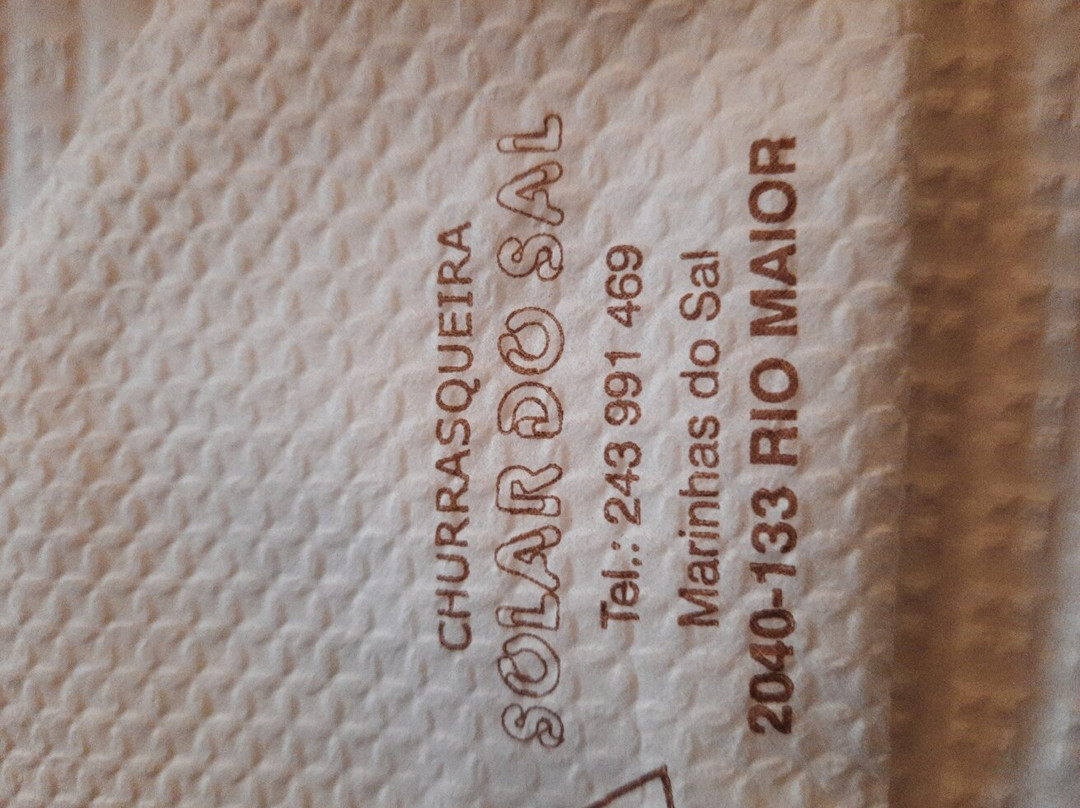 CHURRASQUEIRA
SOLAR DO SAL
Tel.: 243 991 469
Marinhas do Sal
2040-133 RIO MAIOR